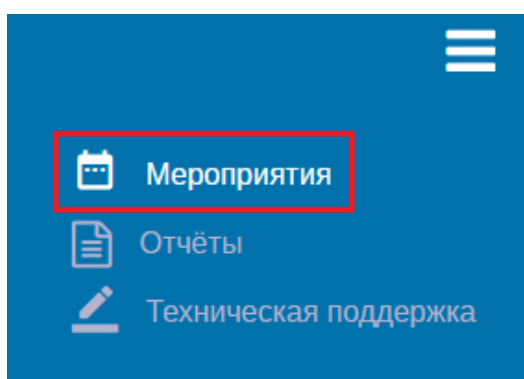 Мероприятия
Отчёты
Техническая поддержка